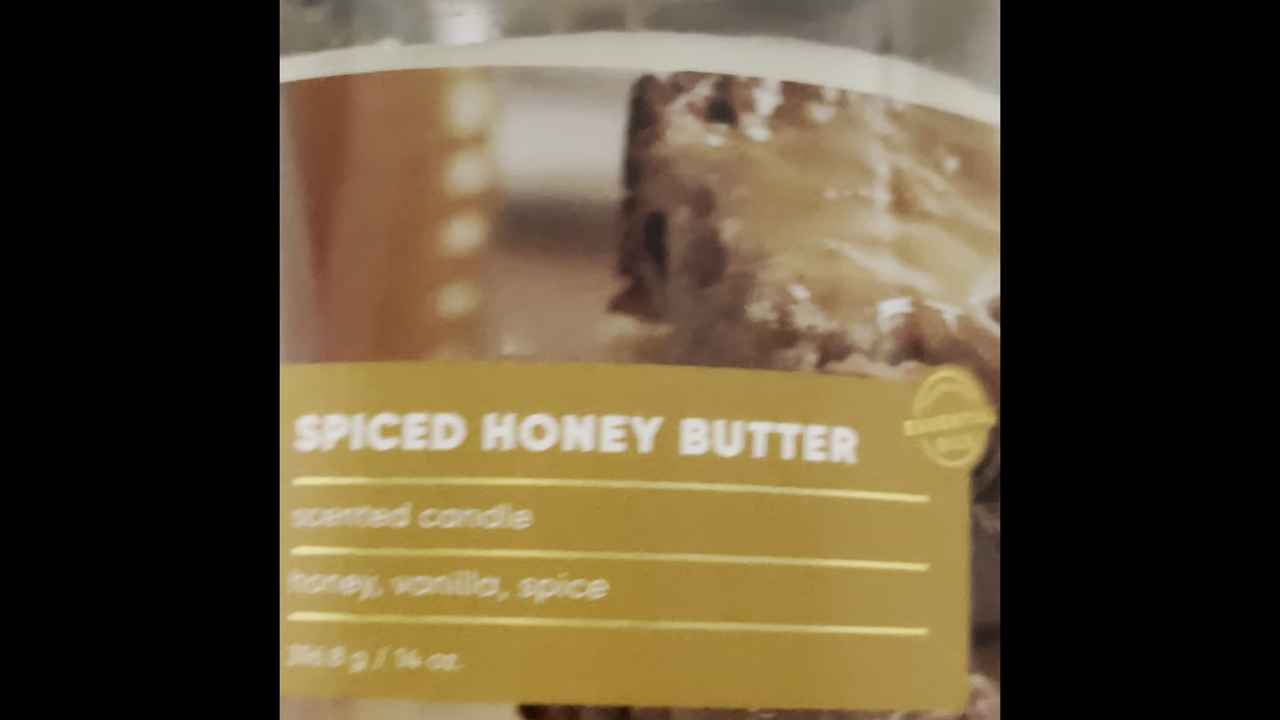 SPICED HONEY BUTTER
scented candle
honey, vanilla, spice
g / 14 oz.